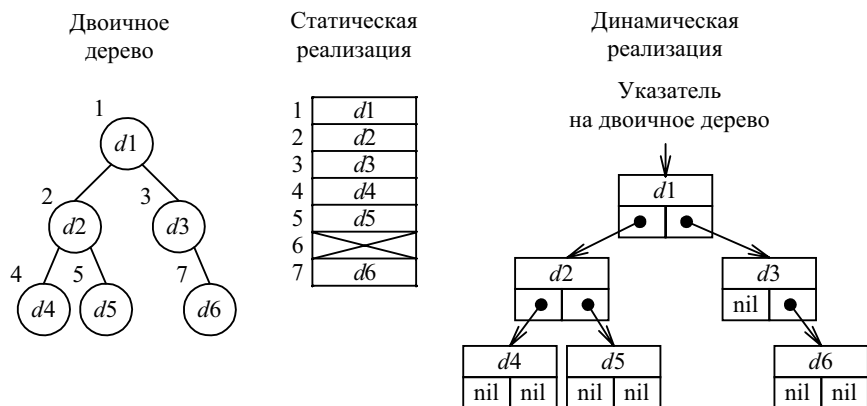 Двоичное
дерево
1
d1
2
3
d2
d3
4
5
7
d4
d5
d6
Статическая
реализация
1 d1
2 d2
3 d3
4 d4
5 d5
6
7 d6
Динамическая
реализация
Указатель
на двоичное дерево
d1
d2
d3
nil
d4
d5
d6
nil nil
nil nil
nil nil